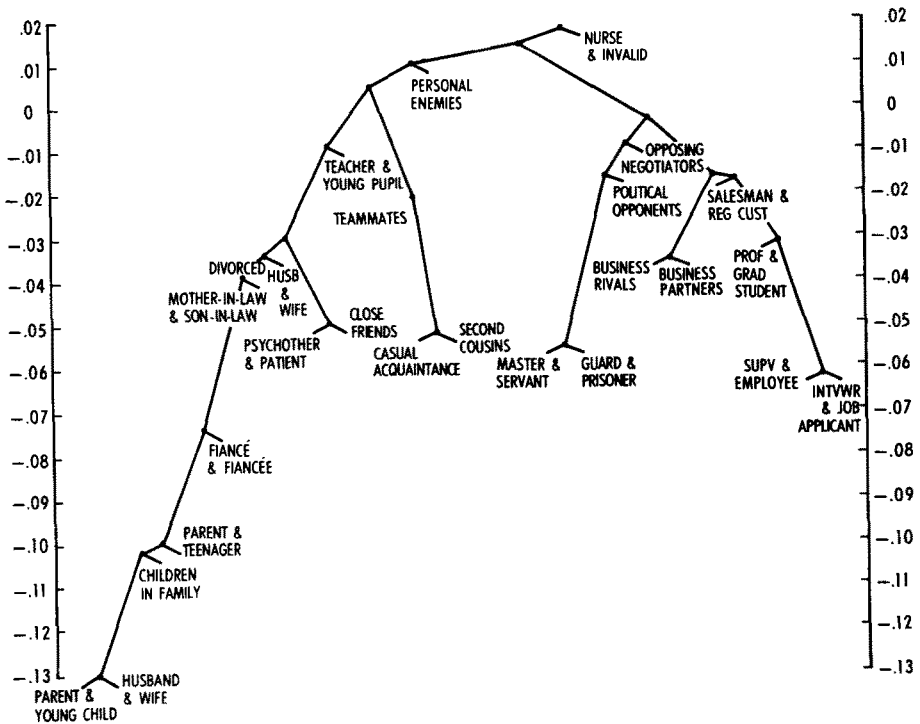 .02
.01
0
-.01
-.02
-.03
-.04
-.05
-.06
-.07
-.08
-.09
-.10
-.11
-.12
-.13
NURSE
& INVALID
PERSONAL
ENEMIES
TEACHER &
YOUNG PUPIL
TEAMMATES
OPPOSING
NEGOTIATORS
POLITICAL
OPPONENTS
SALESMAN &
REG CUST
DIVORCED
HUSB
& 
WIFE
MOTHER-IN-LAW
& SON-IN-LAW
BUSINESS
RIVALS
BUSINESS
PARTNERS
PROF &
GRAD
STUDENT
PSYCHOTHER
& PATIENT
CLOSE
FRIENDS
CASUAL
ACQUAINTANCE
SECOND
COUSINS
MASTER &
SERVANT
GUARD &
PRISONER
SUPV &
EMPLOYEE
INTVWR
& JOB
APPLICANT
FIANCÉ
& FIANCÉE
PARENT &
TEENAGER
CHILDREN
IN FAMILY
PARENT &
YOUNG CHILD
HUSBAND
& WIFE
.02
.01
0
-.01
-.02
-.03
-.04
-.05
-.06
-.07
-.08
-.09
-.10
-.11
-.12
-.13